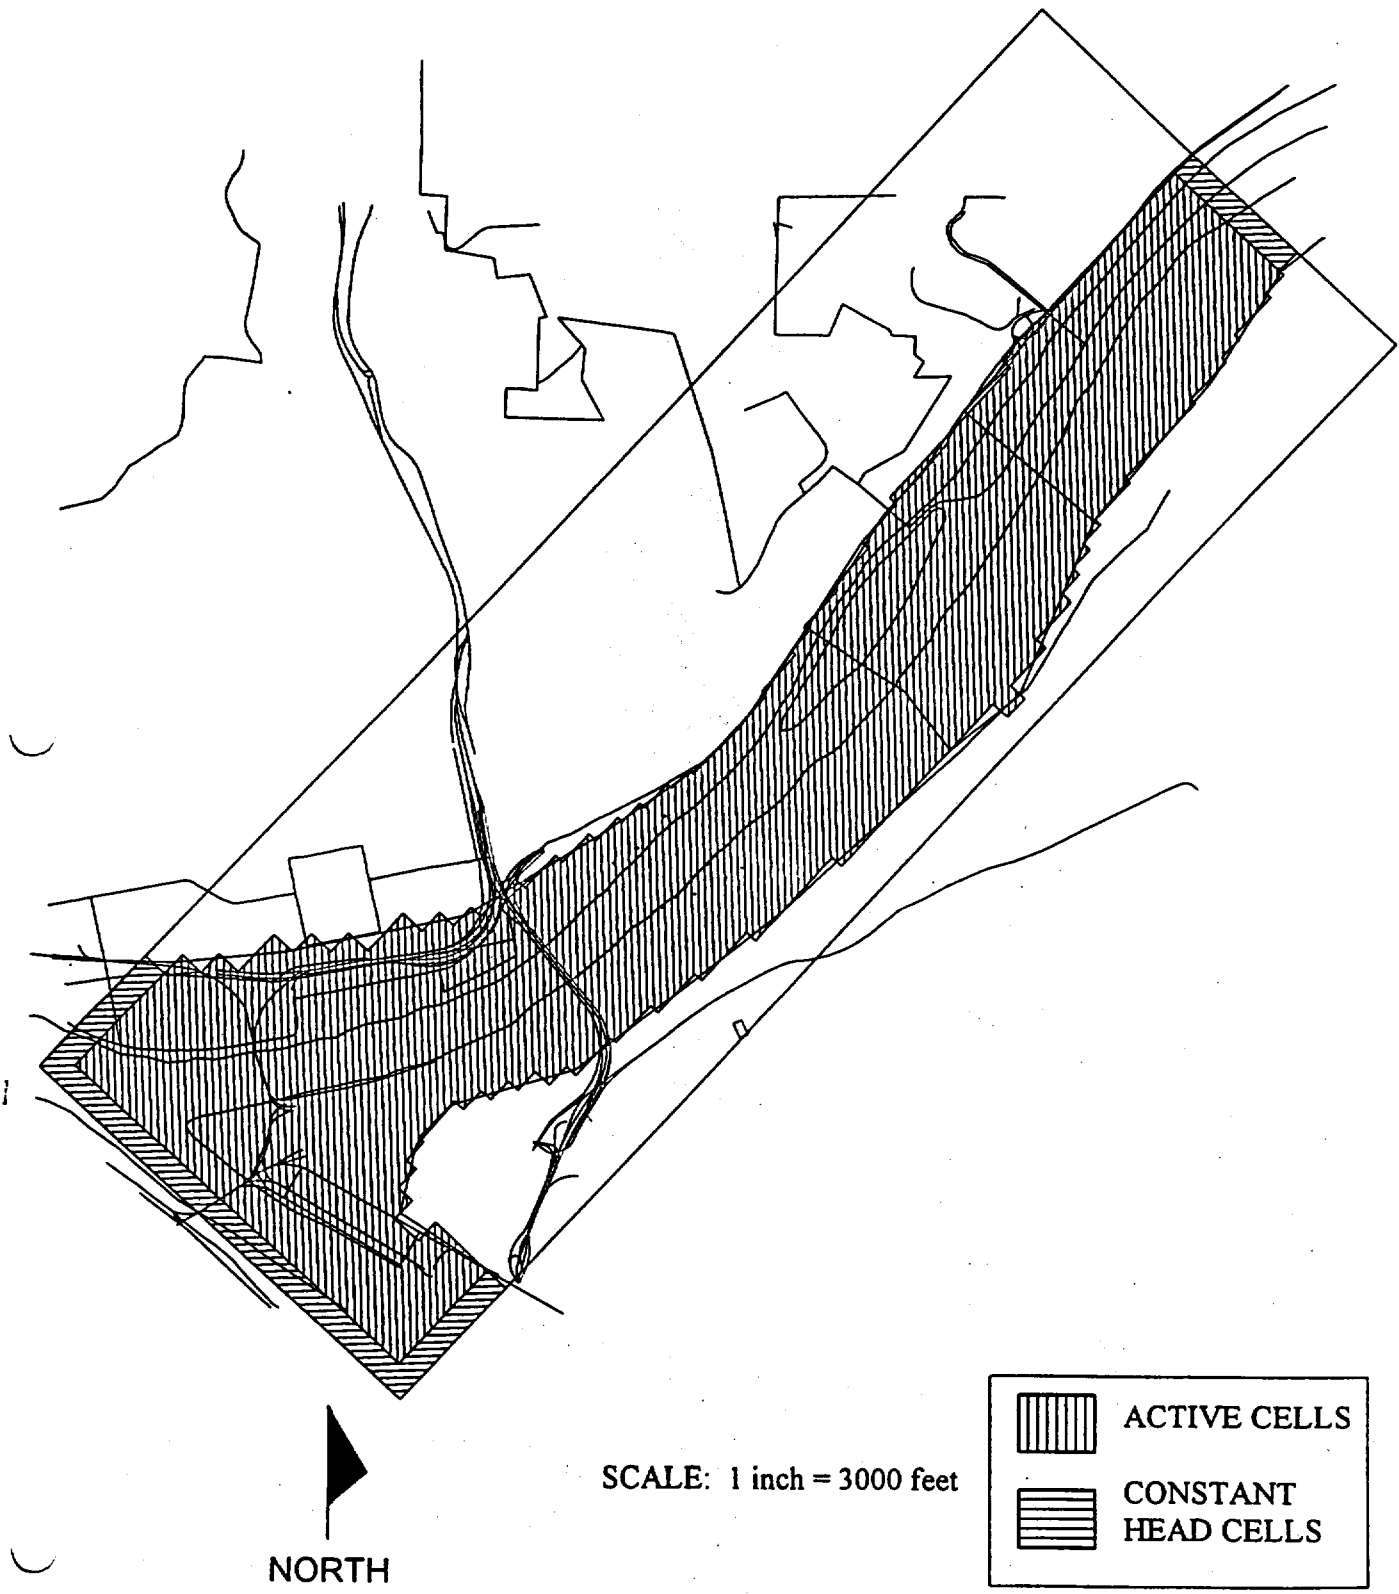 ACTIVE CELLS
SCALE: 1 inch = 3000 feet
CONSTANT
HEAD CELLS
NORTH